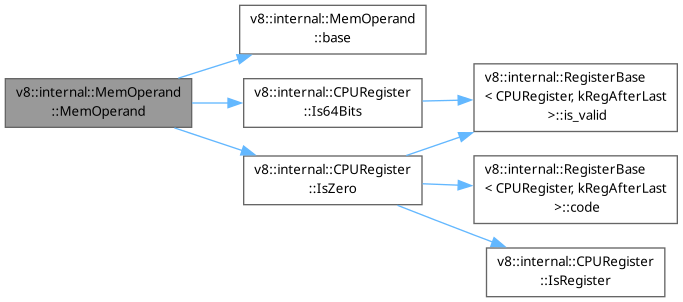 v8::internal::MemOperand
::MemOperand
v8::internal::MemOperand
::base
v8::internal::CPURegister
::Is64Bits
v8::internal::CPURegister
::IsZero
v8::internal::RegisterBase
< CPURegister, kRegAfterLast
>::is_valid
v8::internal::RegisterBase
< CPURegister, kRegAfterLast
>::code
v8::internal::CPURegister
::IsRegister